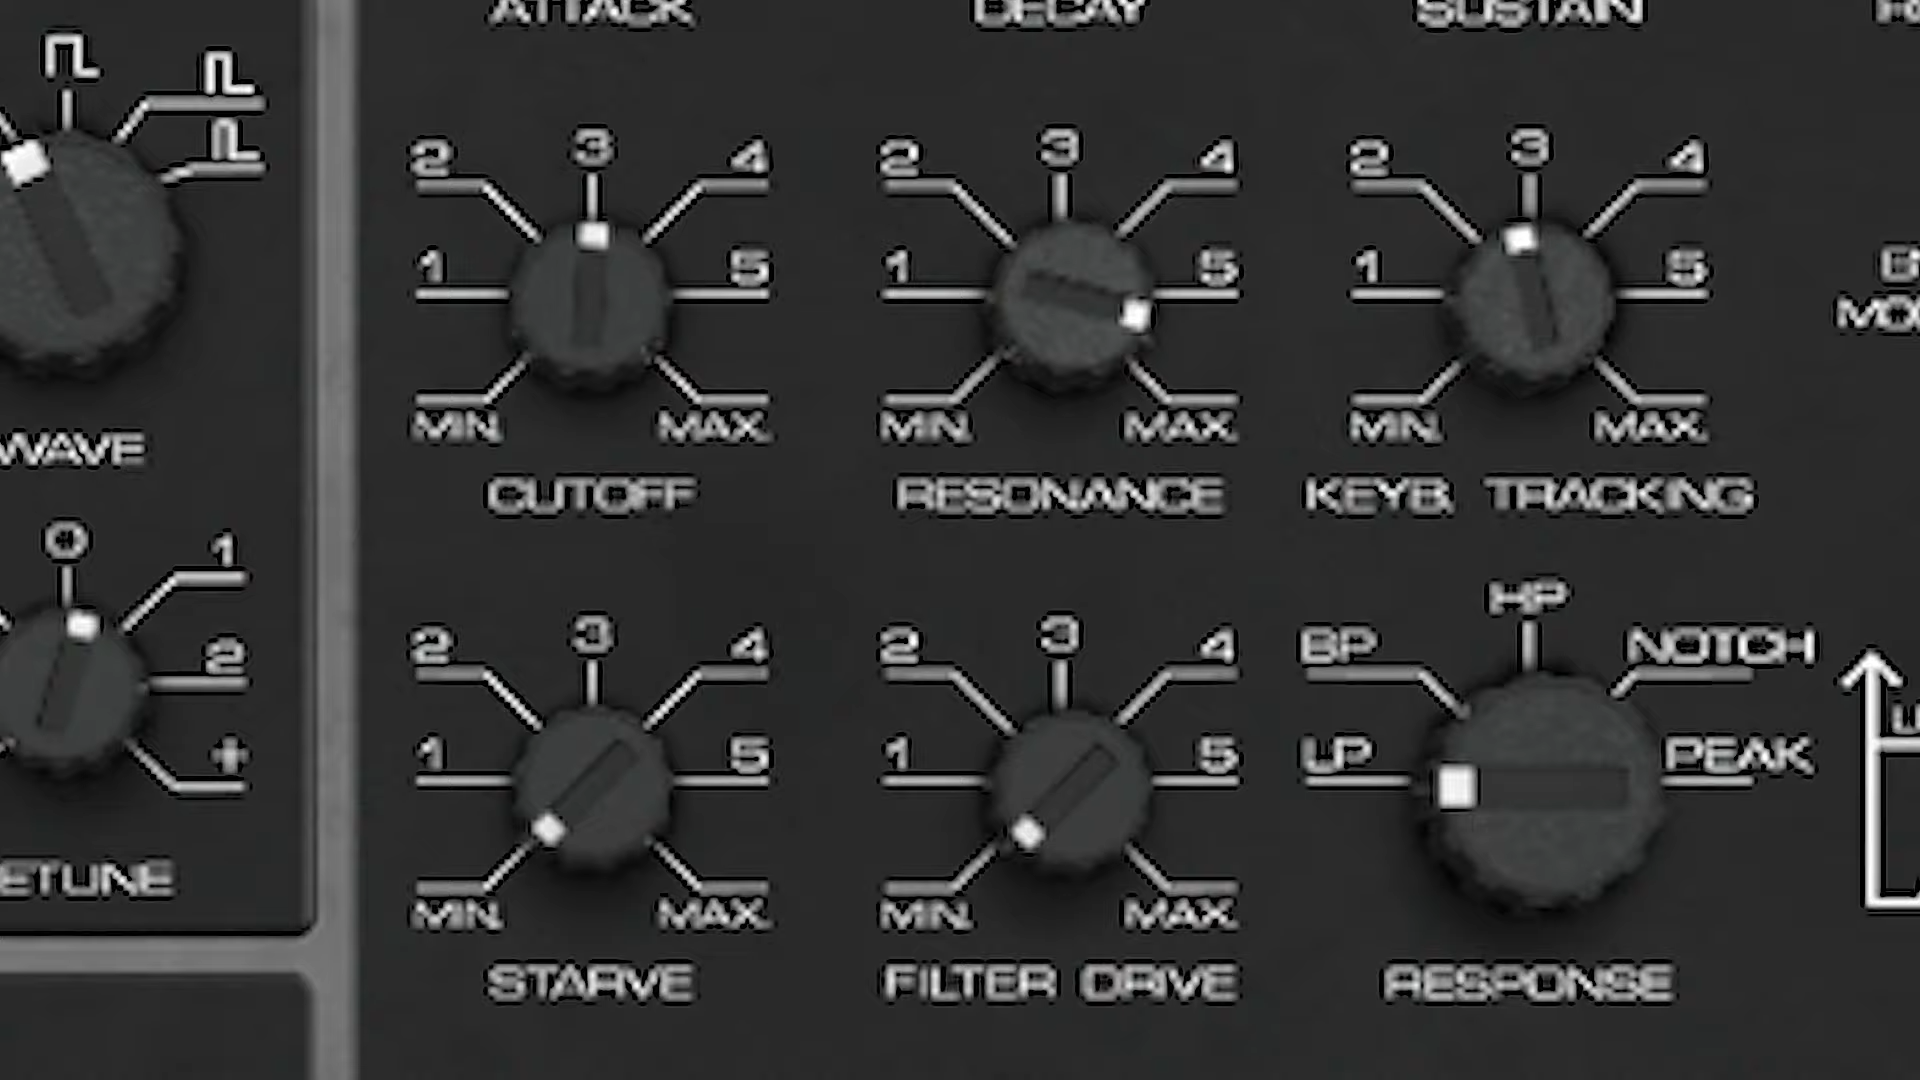 ATTACK DECAY SUSTAIN
2 3 4 2 3 4 2 3 4
1 5 1 5 1 5
MIN. MAX. MIN. MAX. MIN. MAX.
WAVE
CUTOFF RESONANCE KEYB. TRACKING
0 1
2
+
HP
2 3 4 2 3 4 BP NOTCH
1 5 1 5 LP PEAK
MIN. MAX. MIN. MAX.
ETUNE
STARVE FILTER DRIVE RESPONSE